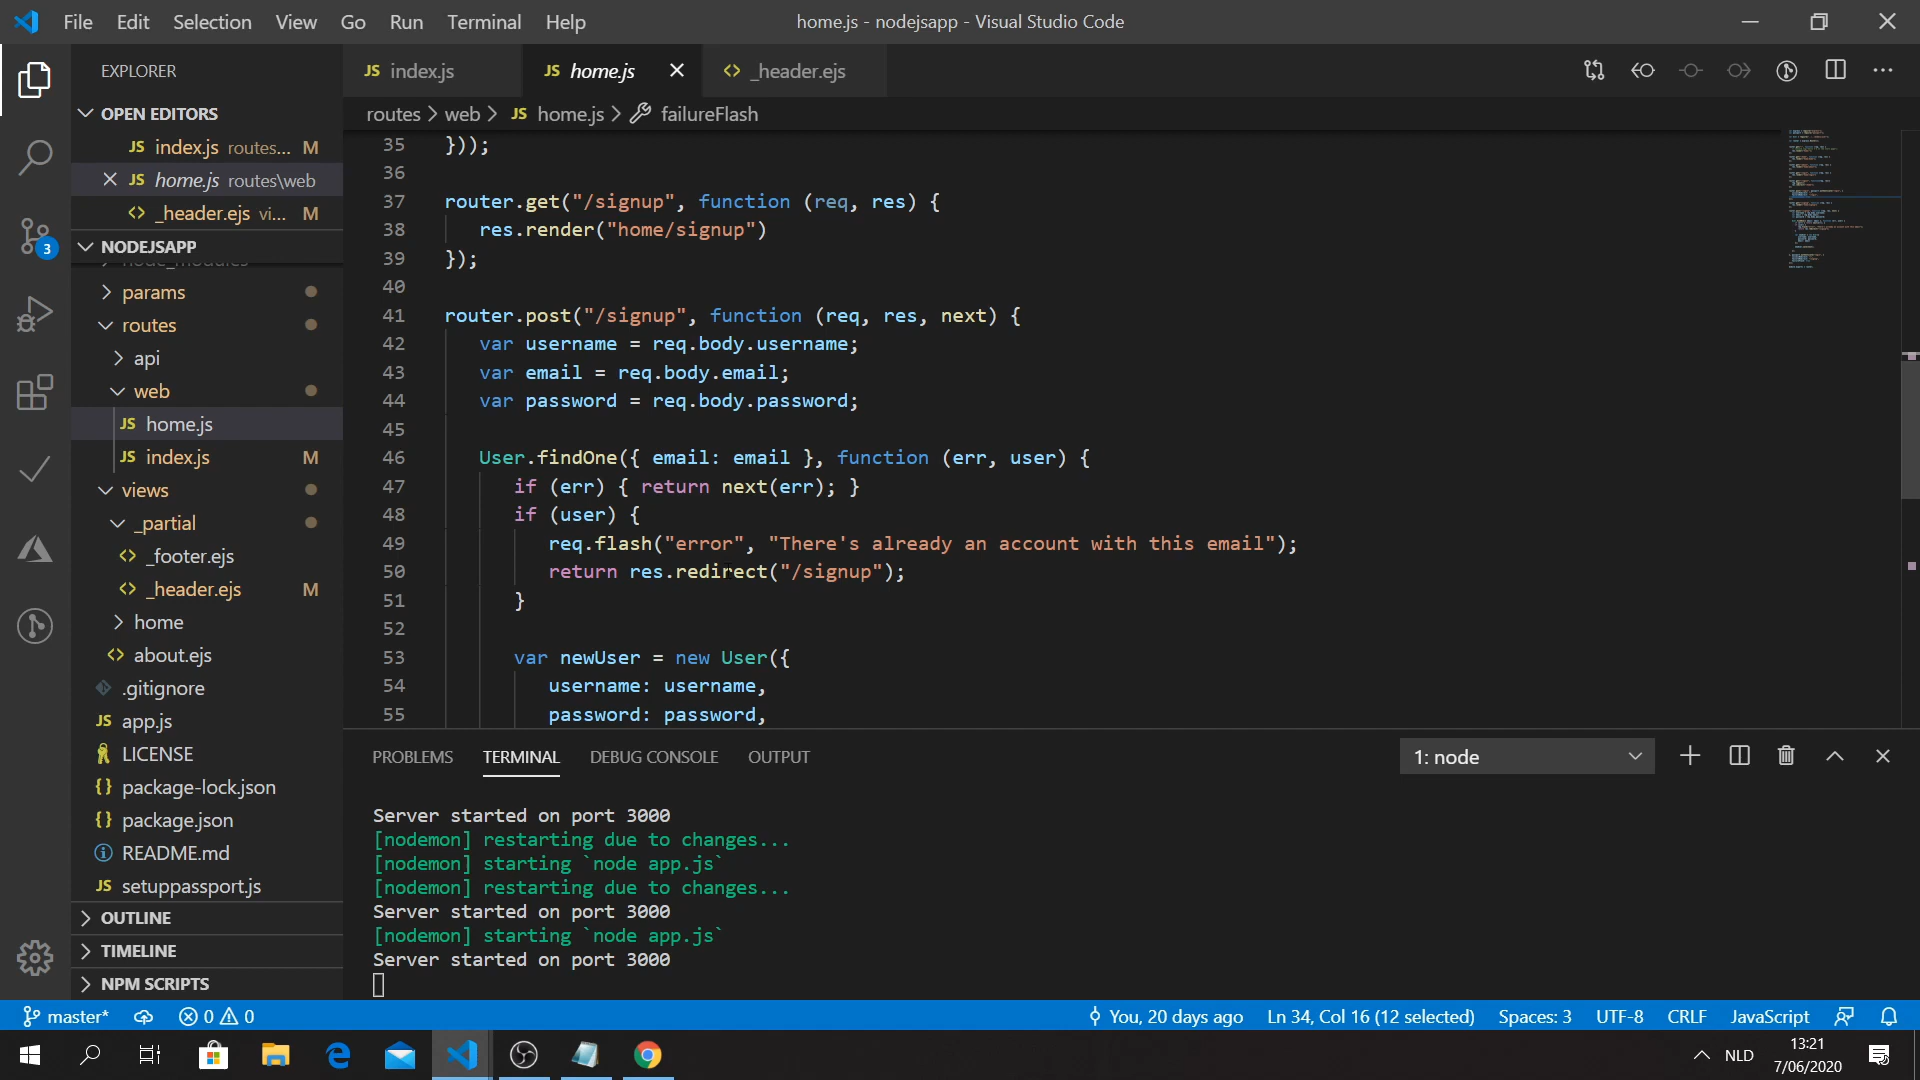 File Edit Selection View Go Run Terminal Help home.js - nodejsapp - Visual Studio Code
EXPLORER
JS index.js JS home.js <> _header.ejs
OPEN EDITORS
routes > web > JS home.js > failureFlash
JS index.js routes... M
JS home.js routes\web
<> _header.ejs vi... M
NODEJSAPP
node_modules
params
routes
api
web
JS home.js
JS index.js M
views
_partial
<> _footer.ejs
<> _header.ejs M
home
<> about.ejs
.gitignore
JS app.js
LICENSE
{} package-lock.json
{} package.json
README.md
JS setuppassport.js
OUTLINE
TIMELINE
NPM SCRIPTS
3
35 }));
36
37 router.get("/signup", function (req, res) {
38 res.render("home/signup")
39 });
40
41 router.post("/signup", function (req, res, next) {
42 var username = req.body.username;
43 var email = req.body.email;
44 var password = req.body.password;
45
46 User.findOne({ email: email }, function (err, user) {
47 if (err) { return next(err); }
48 if (user) {
49 req.flash("error", "There's already an account with this email");
50 return res.redirect("/signup");
51 }
52
53 var newUser = new User({
54 username: username,
55 password: password,
PROBLEMS TERMINAL DEBUG CONSOLE OUTPUT 1: node
Server started on port 3000
[nodemon] restarting due to changes...
[nodemon] starting `node app.js`
[nodemon] restarting due to changes...
Server started on port 3000
[nodemon] starting `node app.js`
Server started on port 3000
master* 0 0 You, 20 days ago Ln 34, Col 16 (12 selected) Spaces: 3 UTF-8 CRLF JavaScript
NLD 13:21
7/06/2020